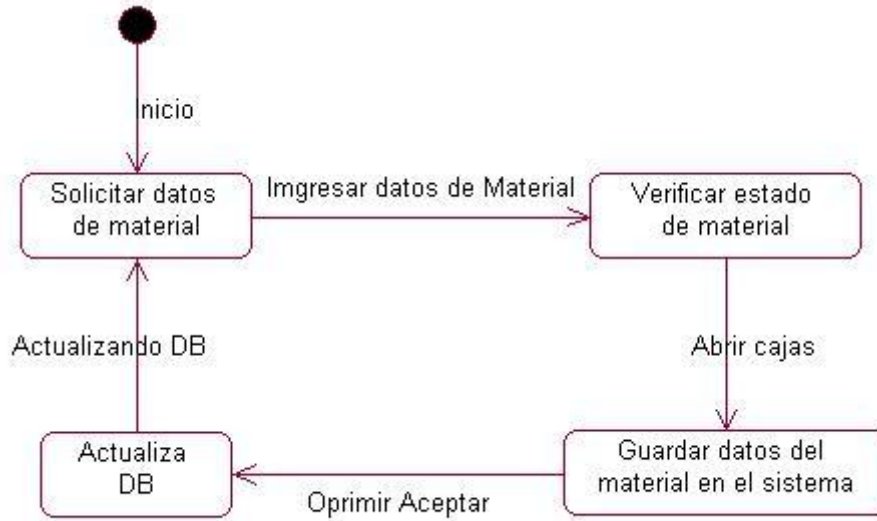 Inicio
Solicitar datos
de material
Imgresar datos de Material
Verificar estado
de material
Actualizando DB
Abrir cajas
Actualiza
DB
Oprimir Aceptar
Guardar datos del
material en el sistema